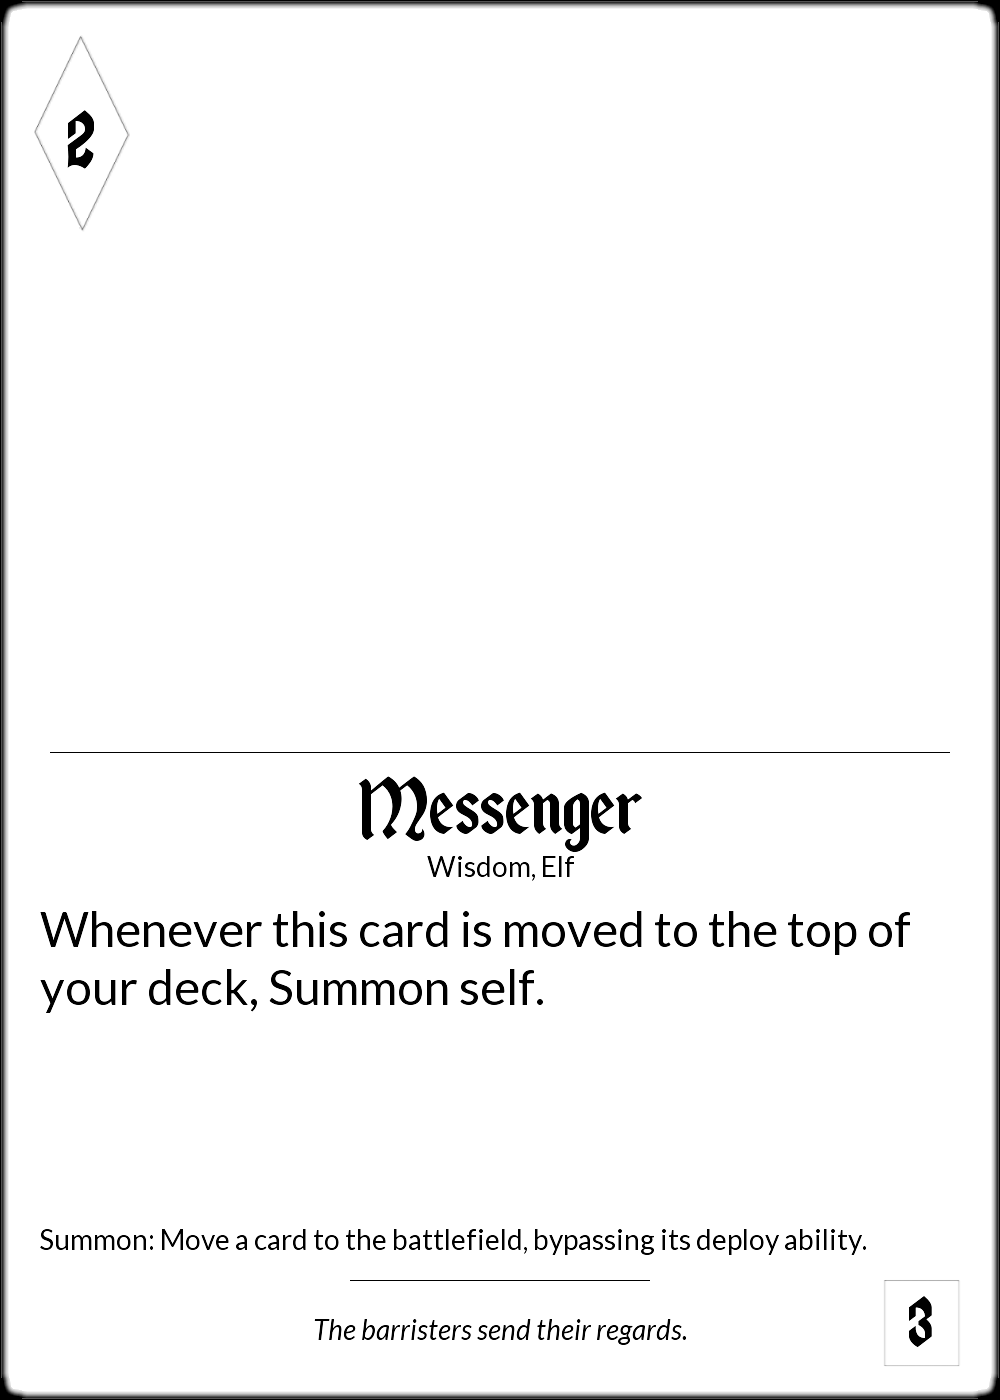 2
Messenger
Wisdom, Elf
Whenever this card is moved to the top of
your deck, Summon self.
Summon: Move a card to the battlefield, bypassing its deploy ability.
The barristers send their regards.
3